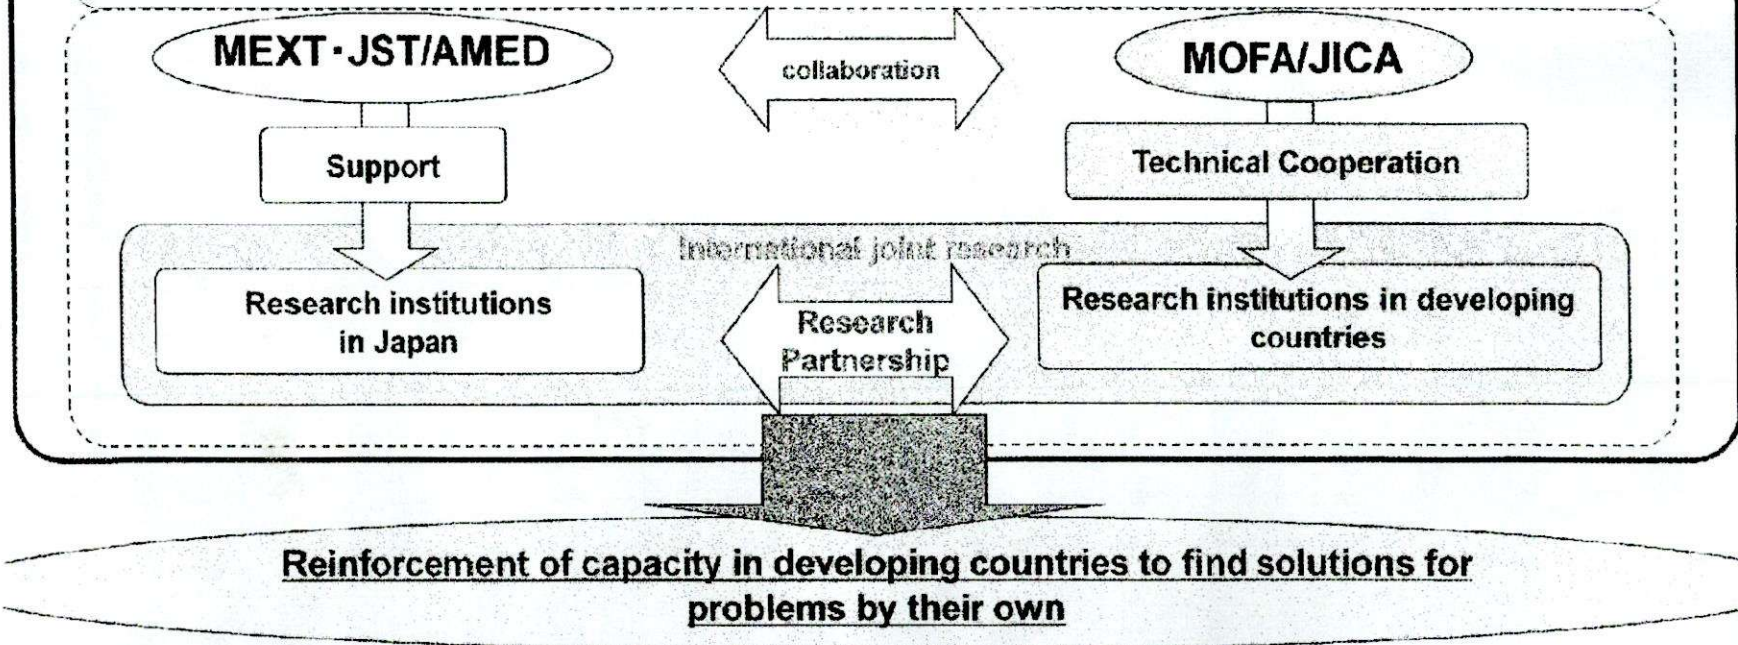 MEXT・JST/AMED
collaboration
MOFA/JICA
Support
Technical Cooperation
International joint research
Research institutions
in Japan
Research
Partnership
Research institutions in developing
countries
Reinforcement of capacity in developing countries to find solutions for
problems by their own